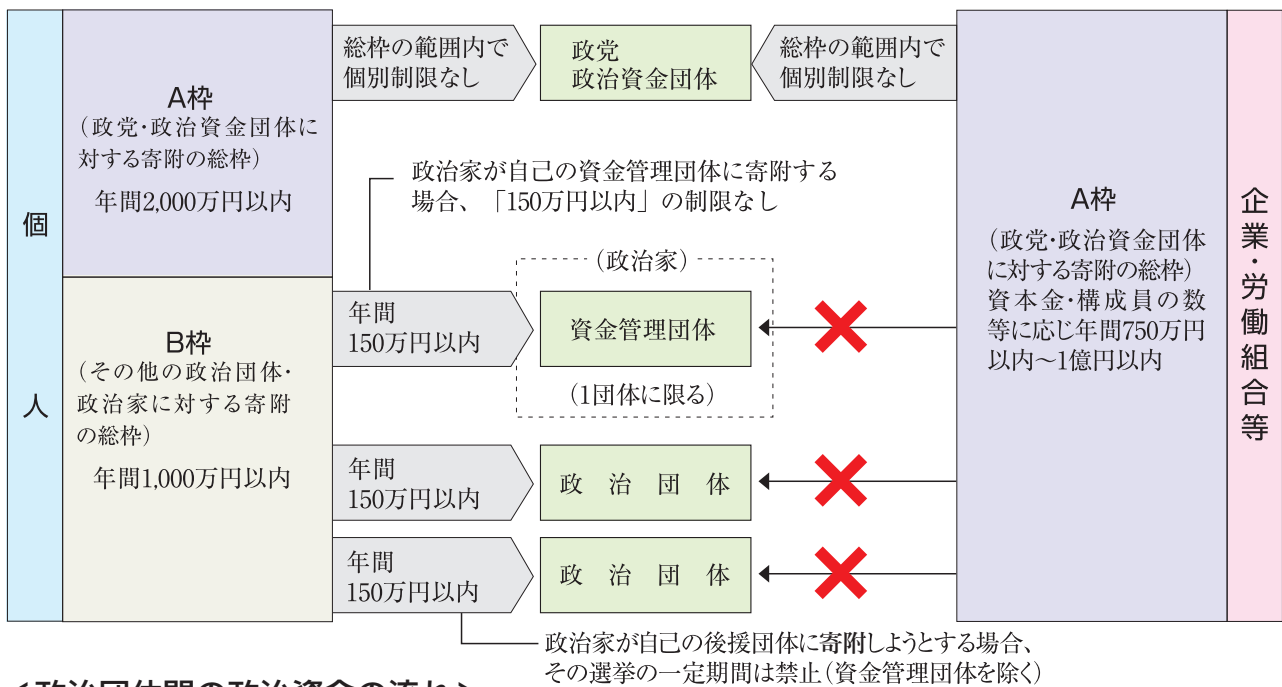 個人
A枠
（政党・政治資金団体に
対する寄附の総枠）
年間2,000万円以内
B枠
（その他の政治団体・
政治家に対する寄附
の総枠）
年間1,000万円以内
総枠の範囲内で
個別制限なし
政党
政治資金団体
総枠の範囲内で
個別制限なし
政治家が自己の資金管理団体に寄附する
場合、「150万円以内」の制限なし
年間
150万円以内
（政治家）
資金管理団体
（1団体に限る）
年間
150万円以内
政治団体
年間
150万円以内
政治団体
政治家が自己の後援団体に寄附しようとする場合、
その選挙の一定期間は禁止（資金管理団体を除く）
A枠
（政党・政治資金団体
に対する寄附の総枠）
資本金・構成員の数
等に応じ年間750万円
以内～1億円以内
企業・労働組合等
＜政治団体間の政治資金の流れ＞